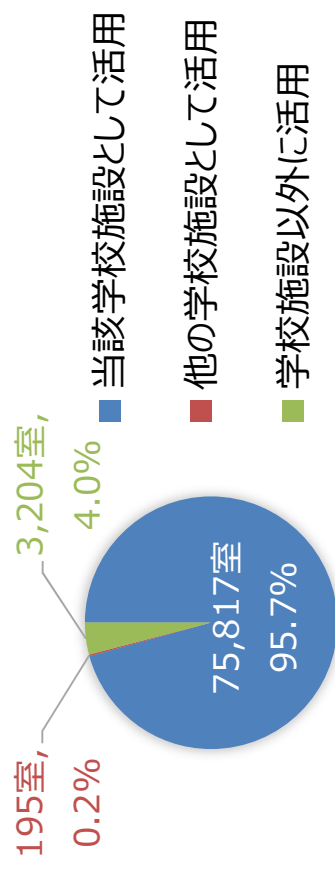 195室,
0.2%
3,204室,
4.0%
75,817室
95.7%
当該学校施設として活用
他の学校施設として活用
学校施設以外に活用